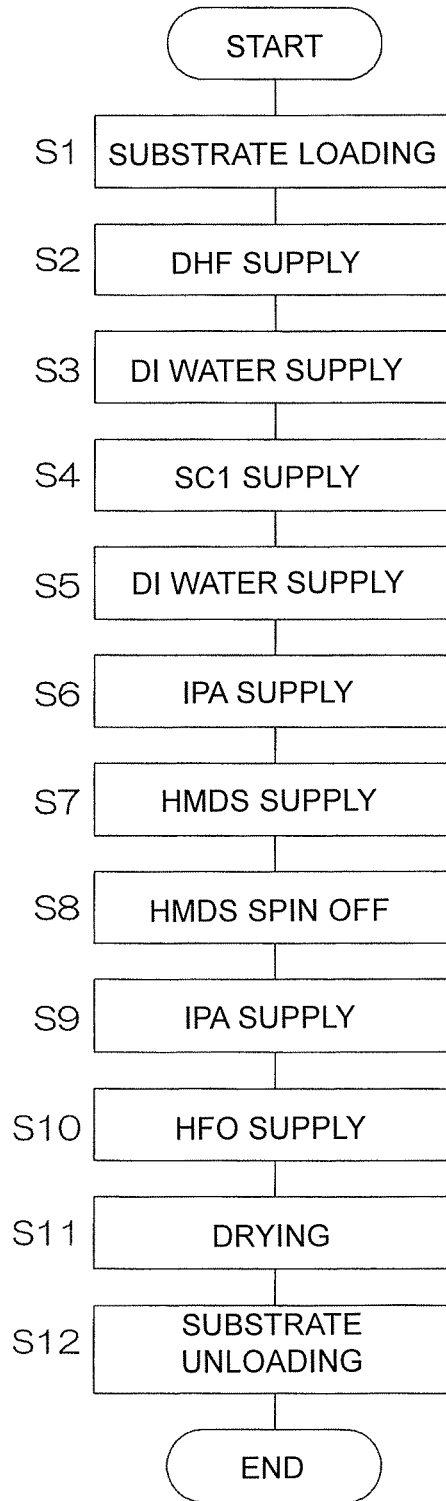 START
S1 SUBSTRATE LOADING
S2 DHF SUPPLY
S3 DI WATER SUPPLY
S4 SC1 SUPPLY
S5 DI WATER SUPPLY
S6 IPA SUPPLY
S7 HMDS SUPPLY
S8 HMDS SPIN OFF
S9 IPA SUPPLY
S10 HFO SUPPLY
S11 DRYING
S12 SUBSTRATE
UNLOADING
END